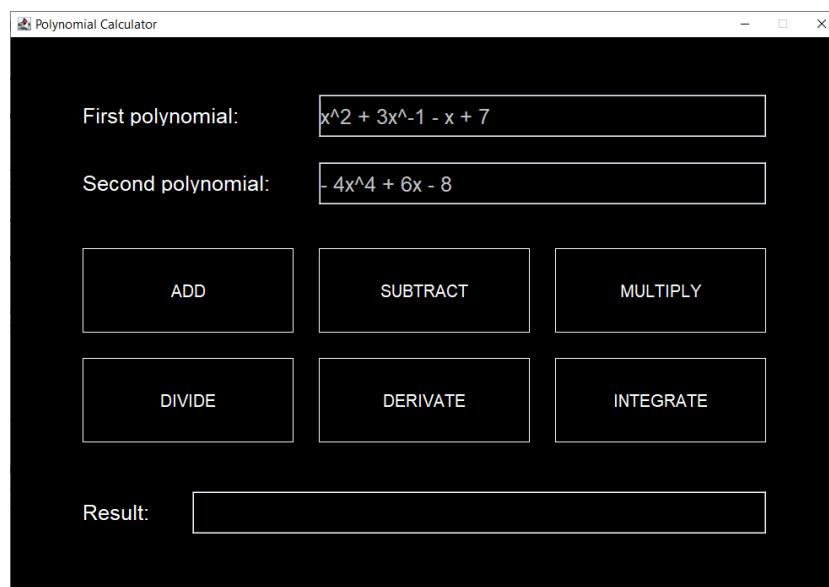 Polynomial Calculator
First polynomial: x^2 + 3x^-1 - x + 7
Second polynomial: - 4x^4 + 6x - 8
ADD SUBTRACT MULTIPLY
DIVIDE DERIVATE INTEGRATE
Result: